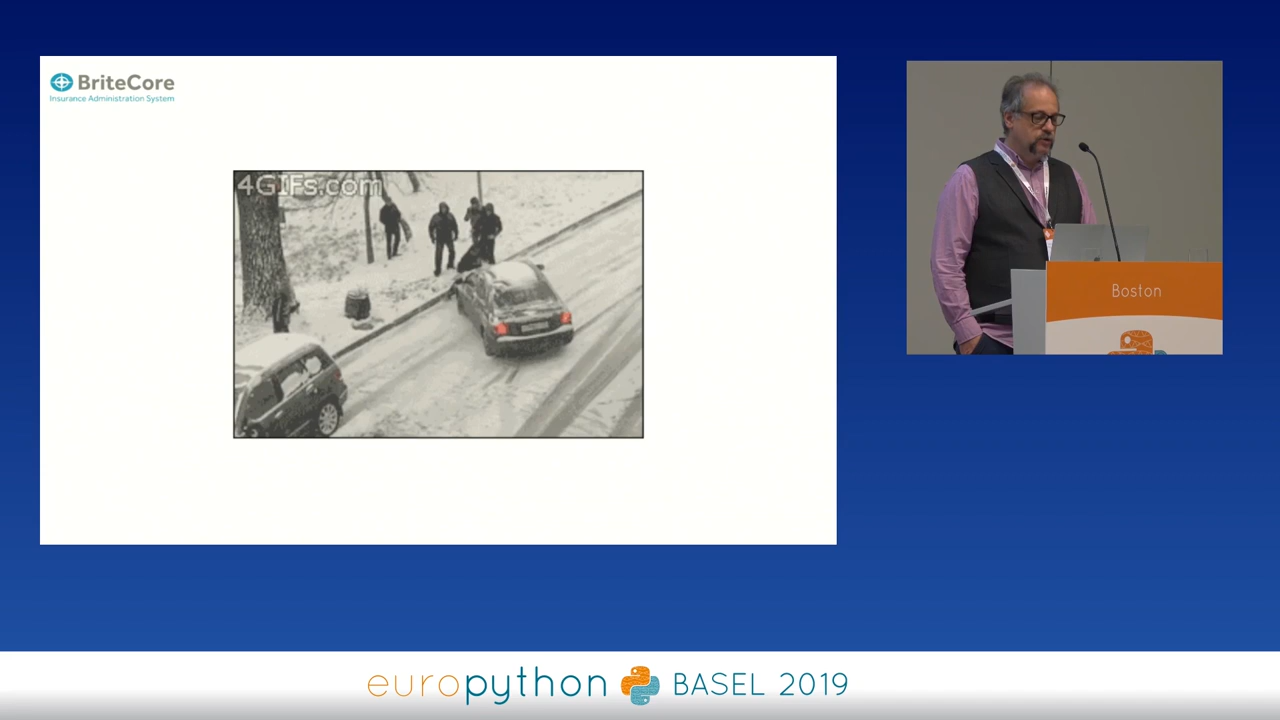 BriteCore
Insurance Administration System
4GIFs.com
Boston
europython BASEL 2019